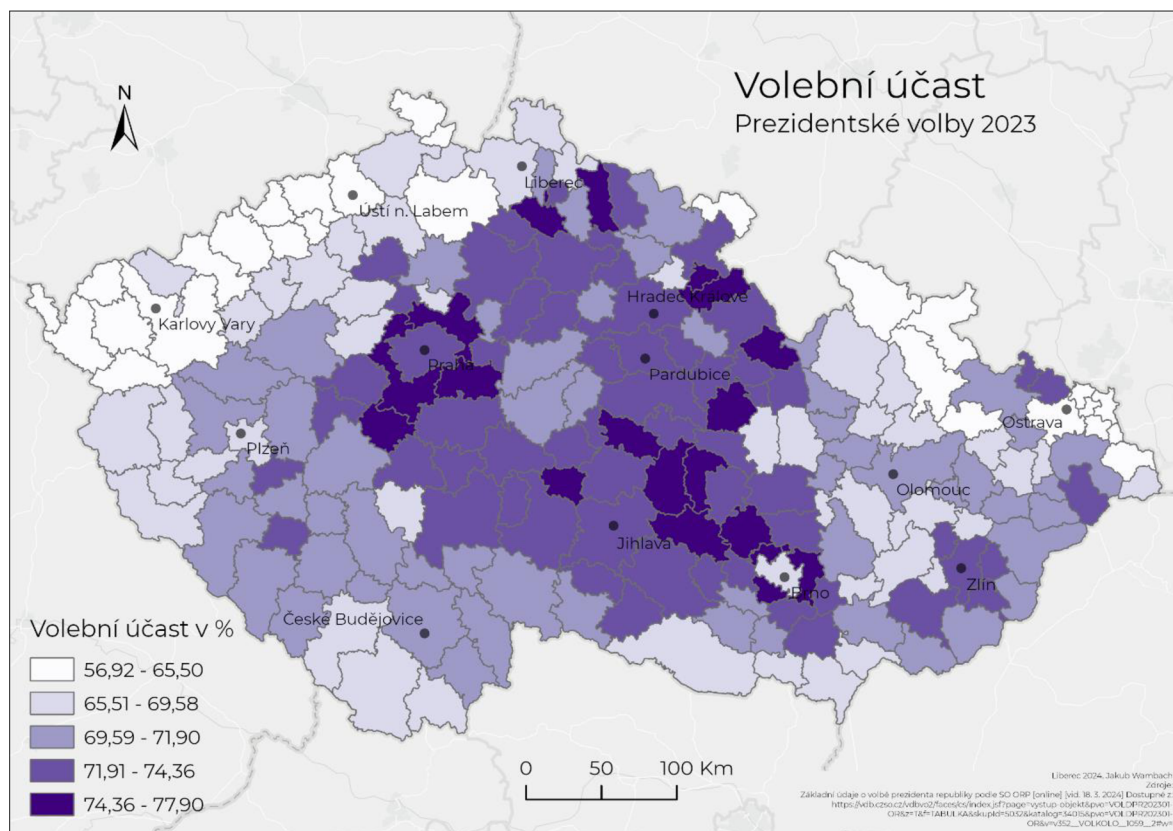 Volební účast
Prezidentské volby 2023
N
Liberec
Ústí n. Labem
Karlovy Vary
Hradec Králové
Praha
Pardubice
Plzeň
Ostrava
Olomouc
Jihlava
Zlín
Brno
České Budějovice
Volební účast v %
56,92 - 65,50
65,51 - 69,58
69,59 - 71,90
71,91 - 74,36
74,36 - 77,90
0 50 100 Km
Liberec 2024, Jakub Wambach
Zdroje:
Základní údaje o volbě prezidenta republiky podle SO ORP [online] [vid. 18. 3. 2024] Dostupné z: